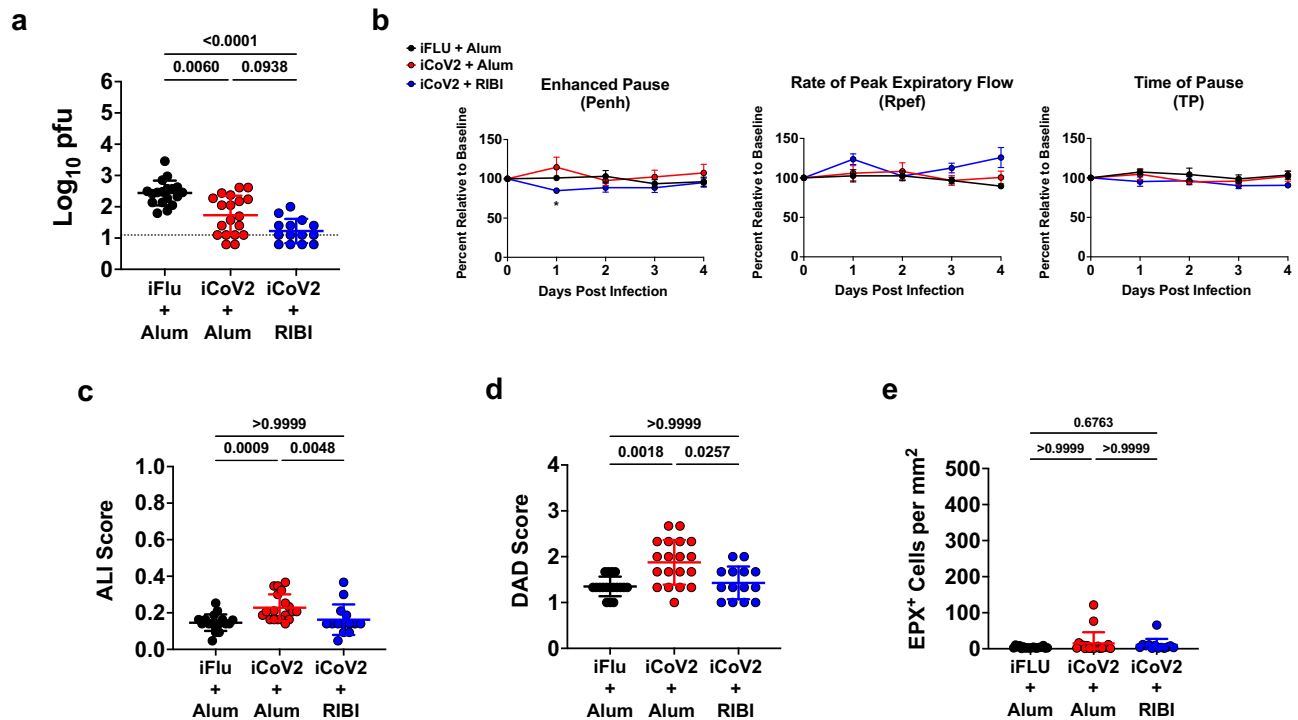 a
<0.0001
0.0060 0.0938
Log10 pfu
6
5
4
3
2
1
0
iFlu iCoV2 iCoV2
+ + +
Alum Alum RIBI
b
iFLU + Alum
iCoV2 + Alum
iCoV2 + RIBI
Enhanced Pause
(Penh)
Percent Relative to Baseline
150
100
50
0
*
0 1 2 3 4
Days Post Infection
Rate of Peak Expiratory Flow
(Rpef)
Percent Relative to Baseline
150
100
50
0
0 1 2 3 4
Days Post Infection
Time of Pause
(TP)
Percent Relative to Baseline
150
100
50
0
0 1 2 3 4
Days Post Infection
c
>0.9999
0.0009 0.0048
ALI Score
1.0
0.8
0.6
0.4
0.2
0.0
iFlu iCoV2 iCoV2
+ + +
Alum Alum RIBI
d
>0.9999
0.0018 0.0257
DAD Score
4
3
2
1
0
iFlu iCoV2 iCoV2
+ + +
Alum Alum RIBI
e
0.6763
>0.9999 >0.9999
EPX+ Cells per mm2
500
400
300
200
100
0
iFLU iCoV2 iCoV2
+ + +
Alum Alum RIBI